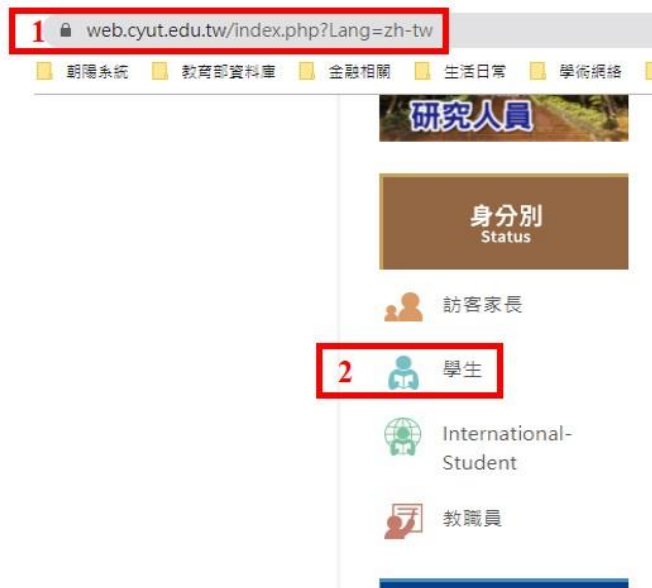 1 web.cyut.edu.tw/index.php?Lang=zh-tw
朝陽系統 教育部資料庫 金融相關 生活日常 學術網絡
研究人員
身分別
Status
訪客家長
2 學生
International-
Student
教職員